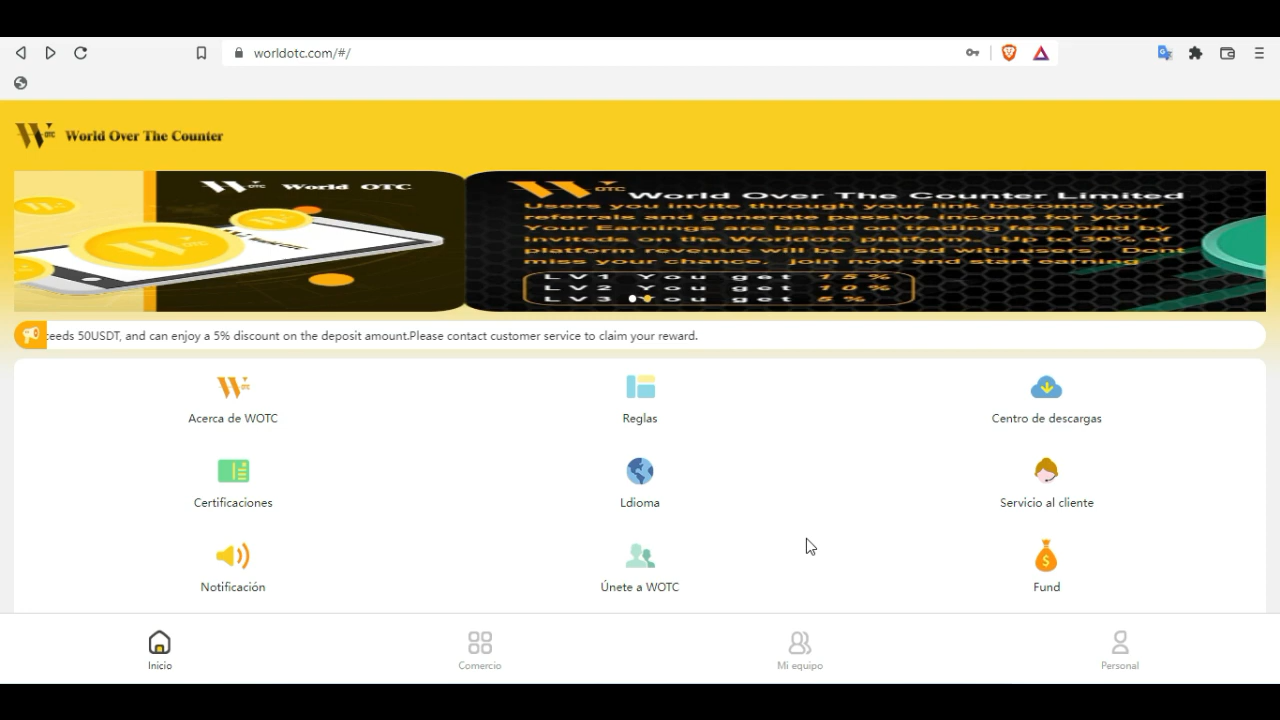 worldotc.com/#/
W OTC World Over The Counter
W OTC World OTC
W OTC World Over The Counter Limited
Users you invite through your link become your
referrals and generate passive income for you.
Your Earnings are based on trading fees paid by
inviteds on the Worldotc platform. Up to 30% of
platform revenue will be shared with users. Dont
miss your chance. join now and start earning
LV1 You get 15%
LV2 You get 10%
LV3 You get 5%
ceeds 50USDT, and can enjoy a 5% discount on the deposit amount.Please contact customer service to claim your reward.
Acerca de WOTC
Reglas
Centro de descargas
Certificaciones
Ldioma
Servicio al cliente
Notificación
Únete a WOTC
Fund
Inicio
Comercio
Mi equipo
Personal